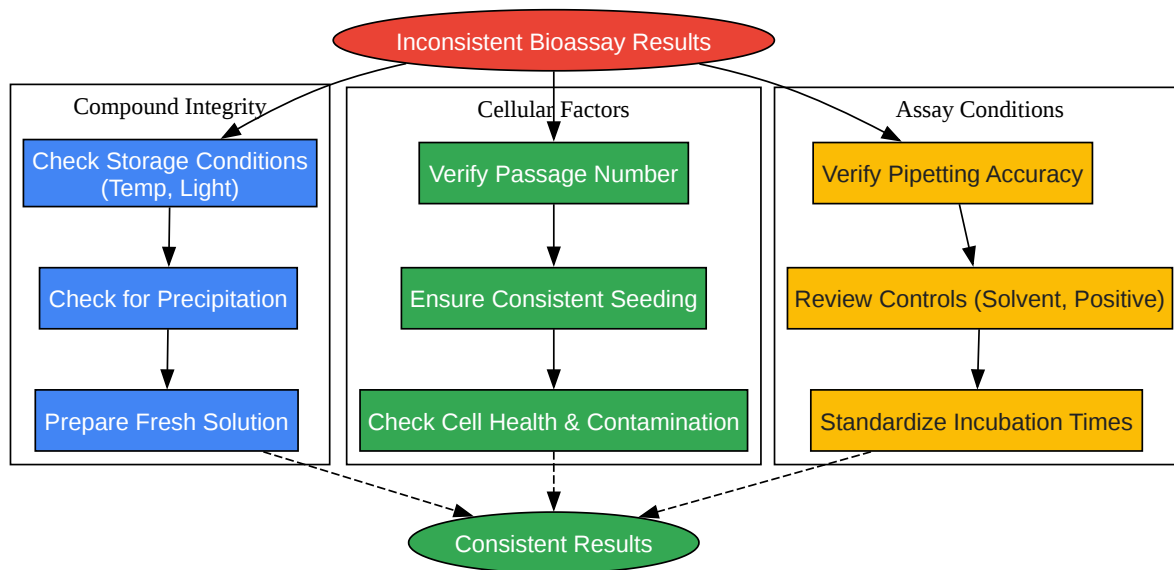 Inconsistent Bioassay Results
Compound Integrity
Check Storage Conditions
(Temp, Light)
Check for Precipitation
Prepare Fresh Solution
Cellular Factors
Verify Passage Number
Ensure Consistent Seeding
Check Cell Health & Contamination
Assay Conditions
Verify Pipetting Accuracy
Review Controls (Solvent, Positive)
Standardize Incubation Times
Consistent Results